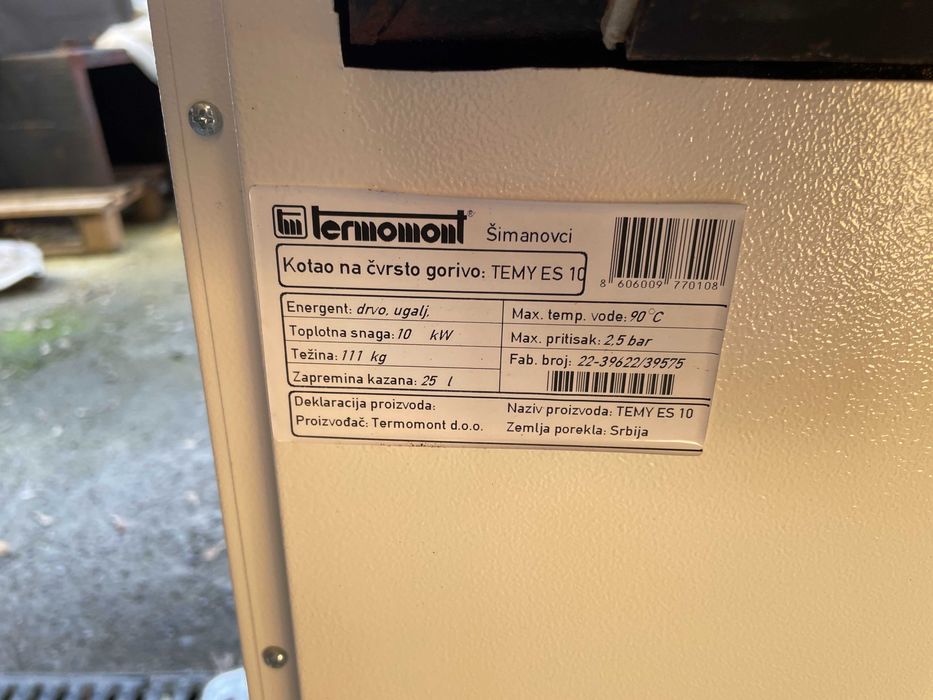 tm termomont® Šimanovci
8 606009 770108
Kotao na čvrsto gorivo: TEMY ES 10
Energent: drvo, ugalj,
Toplotna snaga: 10 kW
Težina: 111 kg
Zapremina kazana: 25 l
Max. temp. vode: 90°C
Max. pritisak: 2,5 bar
Fab. broj: 22-39622/39575
Deklaracija proizvoda:
Proizvođač: Termomont d.o.o.
Naziv proizvoda: TEMY ES 10
Zemlja porekla: Srbija